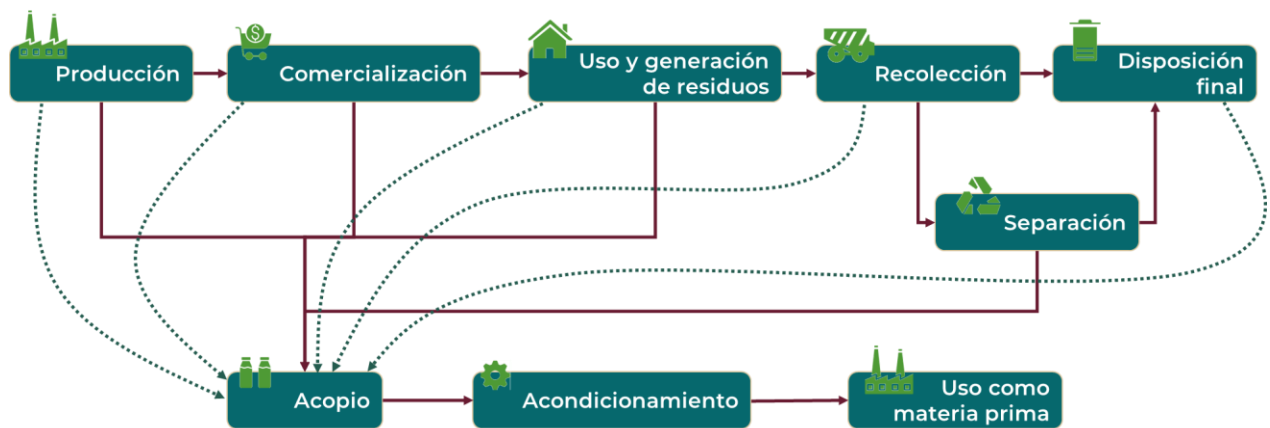 Producción
Comercialización
Uso y generación
de residuos
Recolección
Disposición
final
Separación
Acopio
Acondicionamiento
Uso como
materia prima